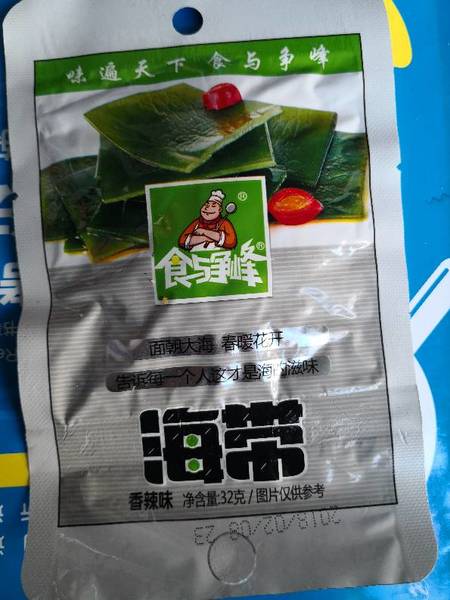 味遍天下 食与争峰
食与争峰
面朝大海 春暖花开
告诉每一个人这才是海的滋味
海带
香辣味 净含量:32克/图片仅供参考
2018/02/08 23